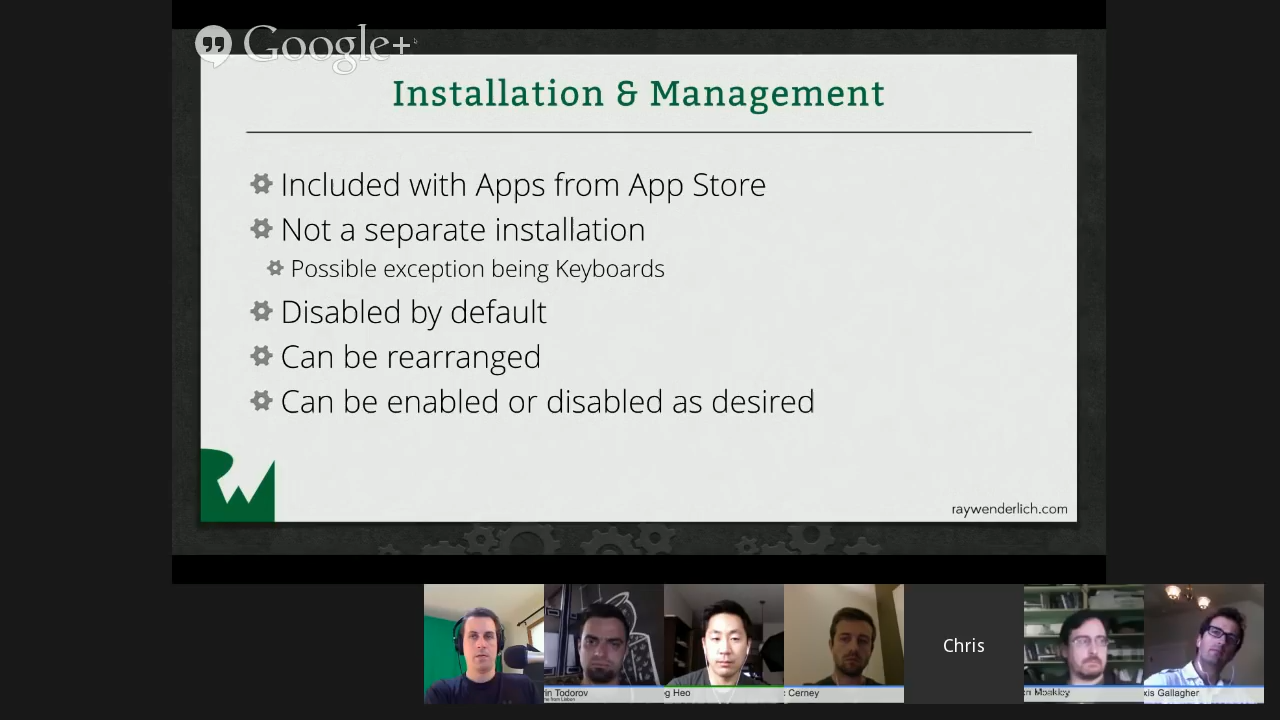 Google+
Installation & Management
Included with Apps from App Store
Not a separate installation
Possible exception being Keyboards
Disabled by default
Can be rearranged
Can be enabled or disabled as desired
raywenderlich.com
Todorov
Heo
Cerney
Chris
Moakley
xis Gallagher